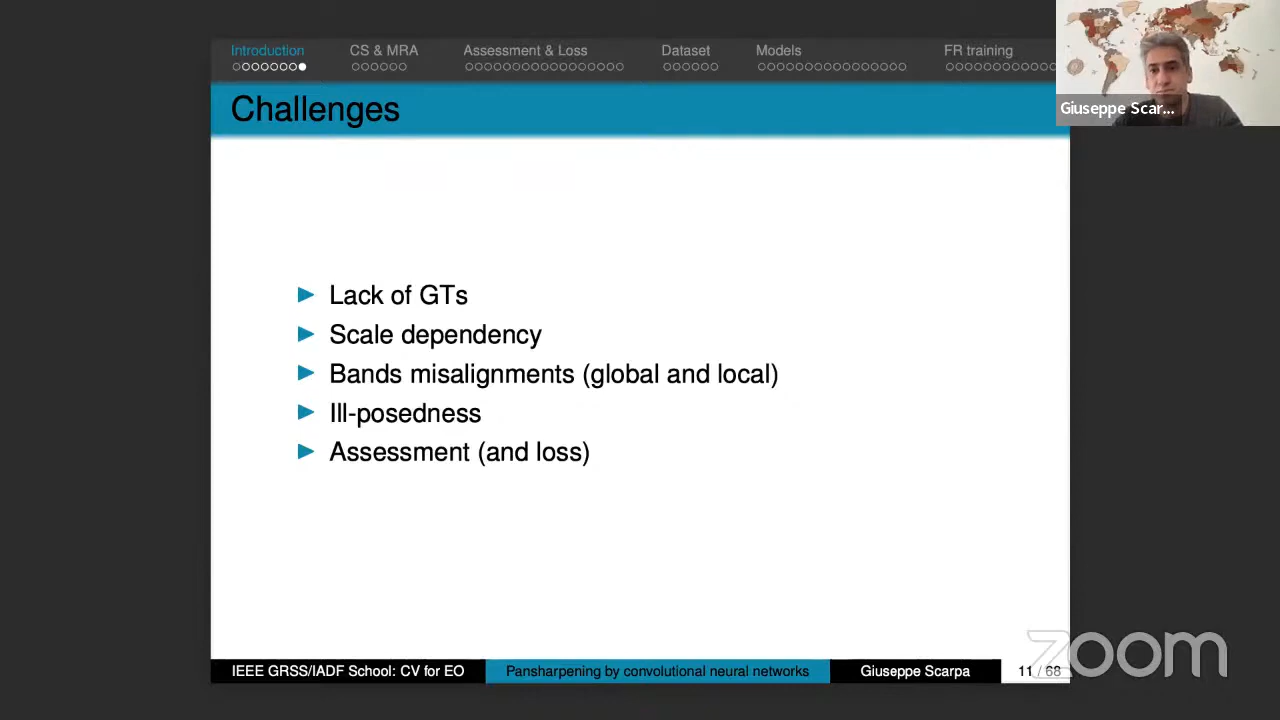 Introduction CS & MRA Assessment & Loss Dataset Models FR training
Challenges
Giuseppe Scar...
Lack of GTs
Scale dependency
Bands misalignments (global and local)
Ill-posedness
Assessment (and loss)
IEEE GRSS/IADF School: CV for EO Pansharpening by convolutional neural networks Giuseppe Scarpa 11 / 68
zoom